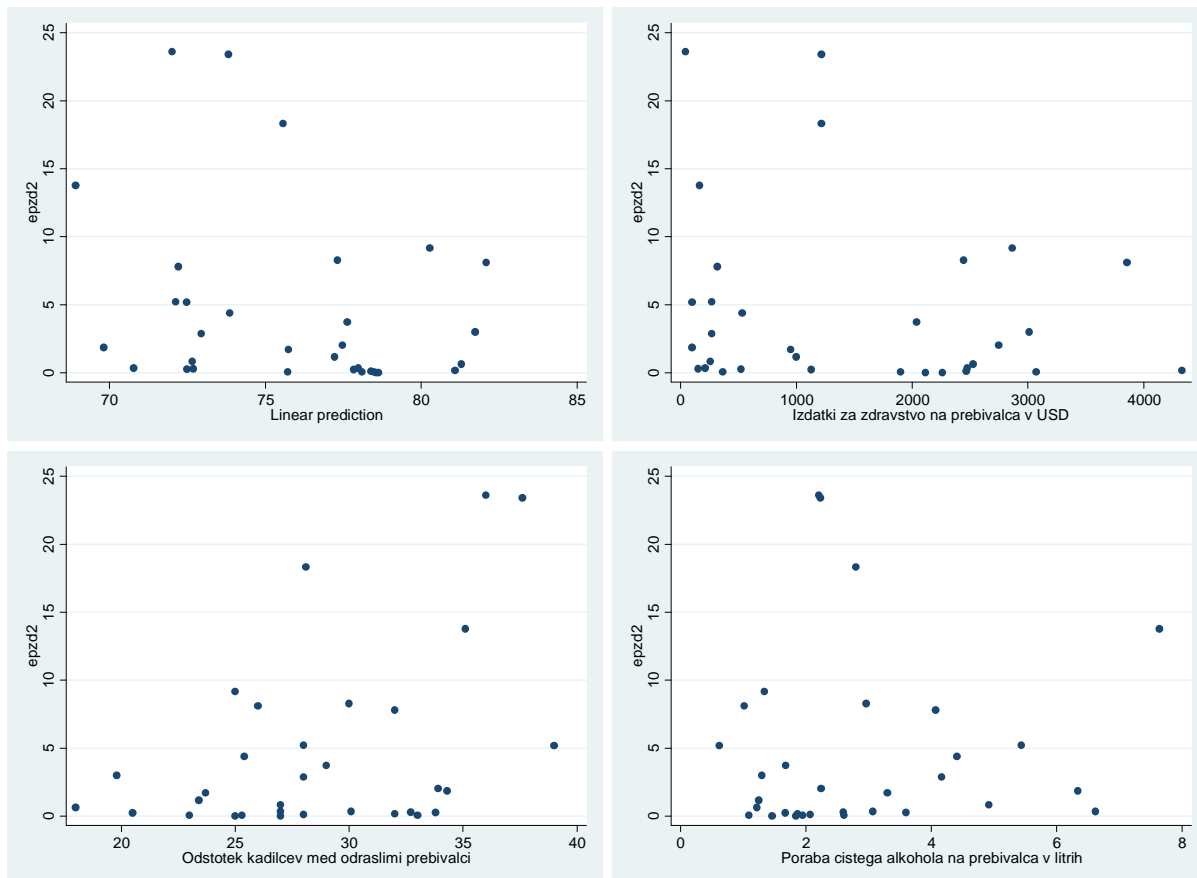 25
20
15
10
5
0
epzd2
70 75 80 85
Linear prediction
25
20
15
10
5
0
epzd2
0 1000 2000 3000 4000
Izdatki za zdravstvo na prebivalca v USD
25
20
15
10
5
0
epzd2
20 25 30 35 40
Odstotek kadilcev med odraslimi prebivalci
25
20
15
10
5
0
epzd2
0 2 4 6 8
Poraba cistega alkohola na prebivalca v litrih